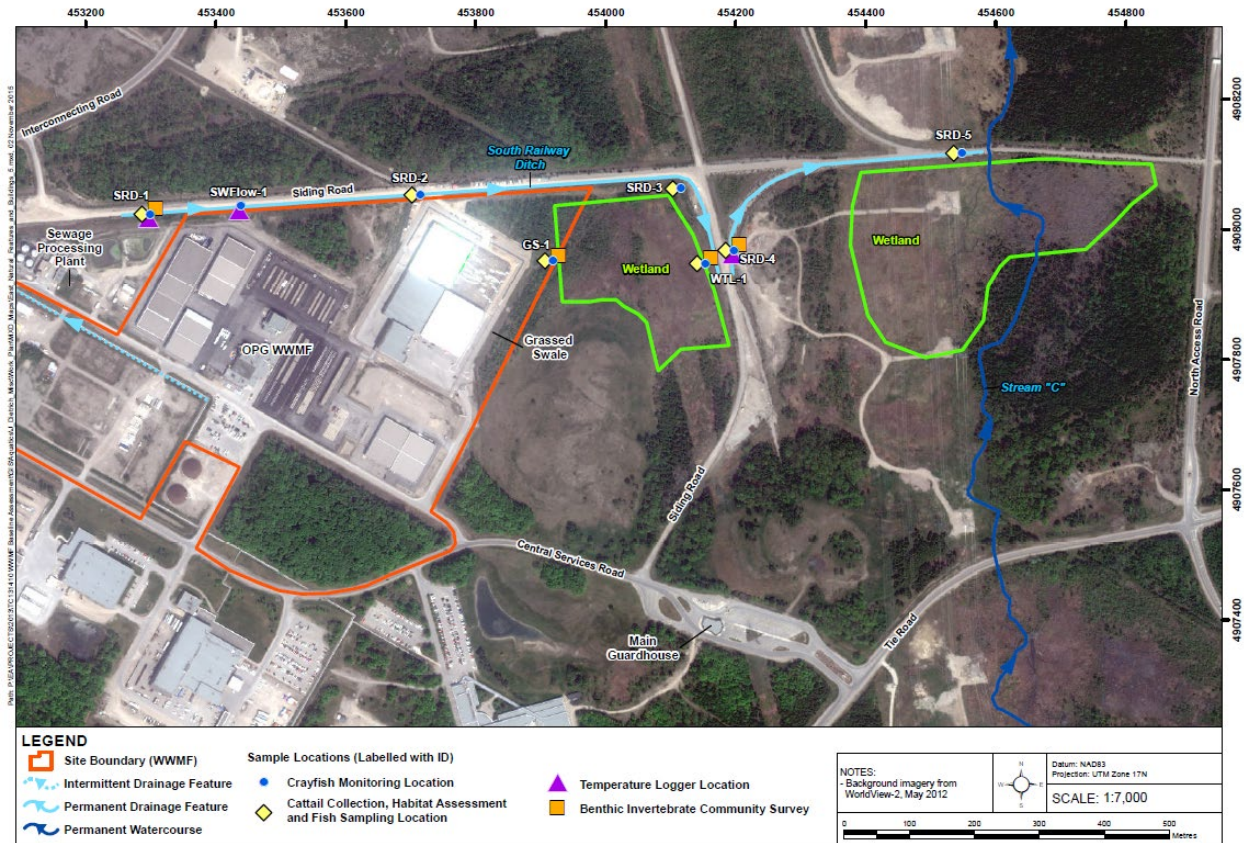 453200 453400 453600 453800 454000 454200 454400 454600 454800
4908200
4908000
4907800
4907600
4907400
Interconnecting Road
Siding Road
South Railway
Ditch
SRD-1
SWFlow-1
SRD-2
SRD-3
SRD-5
GS-1
SRD-4
WTL-1
Wetland
Wetland
Sewage
Processing
Plant
OPG WWMF
Grassed
Swale
Stream "C"
North Access Road
Siding Road
Central Services Road
Tie Road
Main
Guardhouse
LEGEND
Site Boundary (WWMF)
Intermittent Drainage Feature
Permanent Drainage Feature
Permanent Watercourse
Sample Locations (Labelled with ID)
Crayfish Monitoring Location
Cattail Collection, Habitat Assessment
and Fish Sampling Location
Temperature Logger Location
Benthic Invertebrate Community Survey
NOTES:
- Background imagery from
WorldView-2, May 2012
N
W E
S
Datum: NAD83
Projection: UTM Zone 17N
SCALE: 1:7,000
0 100 200 300 400 500
Metres